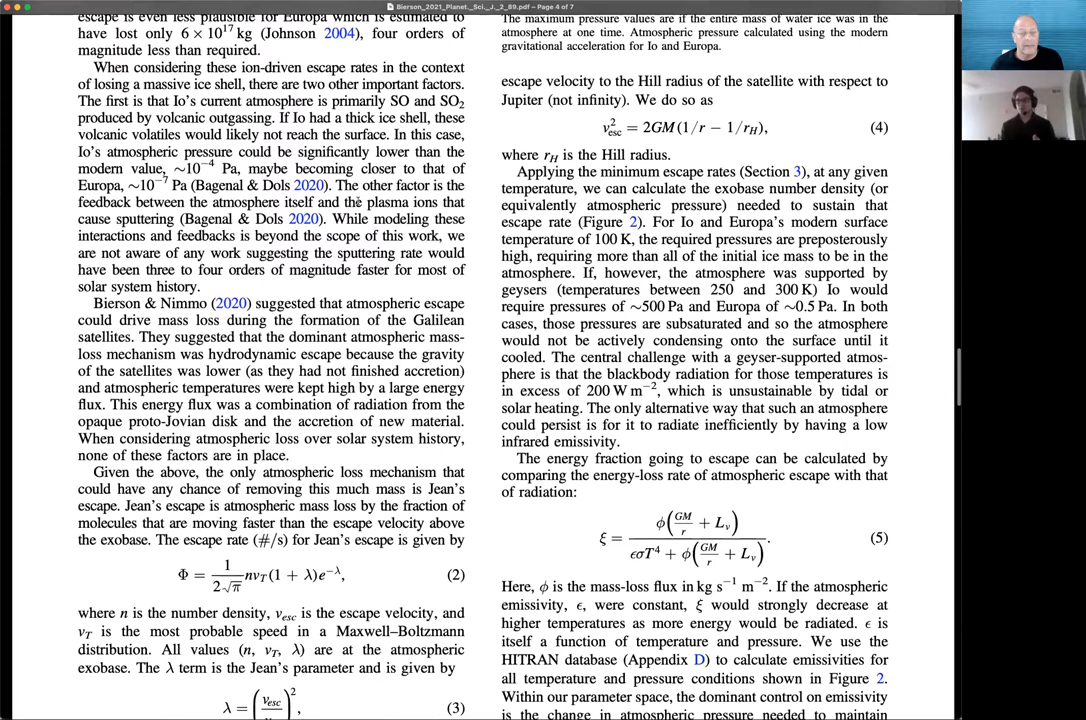 Bierson_2021_Planet._Sci._J._2_89.pdf – Page 4 of 7
escape is even less plausible for Europa which is estimated to
have lost only 6 × 10¹⁷ kg (Johnson 2004), four orders of
magnitude less than required.
When considering these ion-driven escape rates in the context
of losing a massive ice shell, there are two other important factors.
The first is that Io's current atmosphere is primarily SO and SO₂
produced by volcanic outgassing. If Io had a thick ice shell, these
volcanic volatiles would likely not reach the surface. In this case,
Io's atmospheric pressure could be significantly lower than the
modern value, ∼10⁻⁴ Pa, maybe becoming closer to that of
Europa, ∼10⁻⁷ Pa (Bagenal & Dols 2020). The other factor is the
feedback between the atmosphere itself and the plasma ions that
cause sputtering (Bagenal & Dols 2020). While modeling these
interactions and feedbacks is beyond the scope of this work, we
are not aware of any work suggesting the sputtering rate would
have been three to four orders of magnitude faster for most of
solar system history.
Bierson & Nimmo (2020) suggested that atmospheric escape
could drive mass loss during the formation of the Galilean
satellites. They suggested that the dominant atmospheric mass-
loss mechanism was hydrodynamic escape because the gravity
of the satellites was lower (as they had not finished accretion)
and atmospheric temperatures were kept high by a large energy
flux. This energy flux was a combination of radiation from the
opaque proto-Jovian disk and the accretion of new material.
When considering atmospheric loss over solar system history,
none of these factors are in place.
Given the above, the only atmospheric loss mechanism that
could have any chance of removing this much mass is Jean's
escape. Jean's escape is atmospheric mass loss by the fraction of
molecules that are moving faster than the escape velocity above
the exobase. The escape rate (#/s) for Jean's escape is given by
Φ = 1/(2√π) nv_T(1 + λ)e^−λ, (2)
where n is the number density, v_esc is the escape velocity, and
v_T is the most probable speed in a Maxwell–Boltzmann
distribution. All values (n, v_T, λ) are at the atmospheric
exobase. The λ term is the Jean's parameter and is given by
λ = (v_esc/)², (3)
The maximum pressure values are if the entire mass of water ice was in the
atmosphere at one time. Atmospheric pressure calculated using the modern
gravitational acceleration for Io and Europa.
escape velocity to the Hill radius of the satellite with respect to
Jupiter (not infinity). We do so as
v²_esc = 2GM(1/r − 1/r_H), (4)
where r_H is the Hill radius.
Applying the minimum escape rates (Section 3), at any given
temperature, we can calculate the exobase number density (or
equivalently atmospheric pressure) needed to sustain that
escape rate (Figure 2). For Io and Europa's modern surface
temperature of 100 K, the required pressures are preposterously
high, requiring more than all of the initial ice mass to be in the
atmosphere. If, however, the atmosphere was supported by
geysers (temperatures between 250 and 300 K) Io would
require pressures of ∼500 Pa and Europa of ∼0.5 Pa. In both
cases, those pressures are subsaturated and so the atmosphere
would not be actively condensing onto the surface until it
cooled. The central challenge with a geyser-supported atmos-
phere is that the blackbody radiation for those temperatures is
in excess of 200 W m⁻², which is unsustainable by tidal or
solar heating. The only alternative way that such an atmosphere
could persist is for it to radiate inefficiently by having a low
infrared emissivity.
The energy fraction going to escape can be calculated by
comparing the energy-loss rate of atmospheric escape with that
of radiation:
ξ = ϕ(GM/r + L_v) / (ϵσT⁴ + ϕ(GM/r + L_v)). (5)
Here, ϕ is the mass-loss flux in kg s⁻¹ m⁻². If the atmospheric
emissivity, ϵ, were constant, ξ would strongly decrease at
higher temperatures as more energy would be radiated. ϵ is
itself a function of temperature and pressure. We use the
HITRAN database (Appendix D) to calculate emissivities for
all temperature and pressure conditions shown in Figure 2.
Within our parameter space, the dominant control on emissivity
is the change in atmospheric pressure needed to maintain